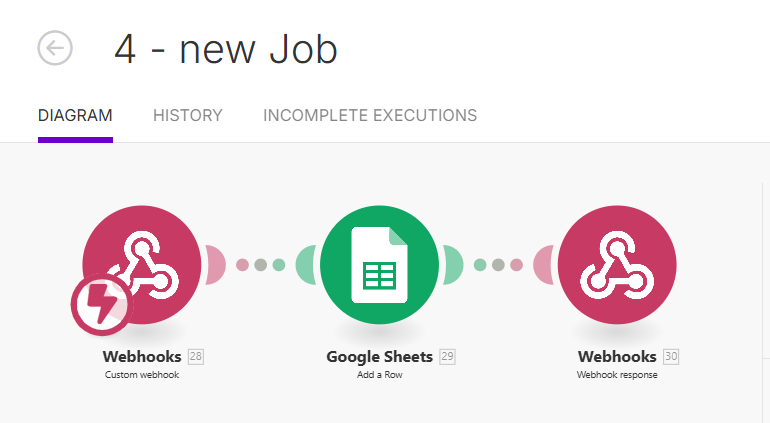 4 - new Job
DIAGRAM HISTORY INCOMPLETE EXECUTIONS
Webhooks 28 Google Sheets 29 Webhooks 30
Custom webhook Add a Row Webhook response